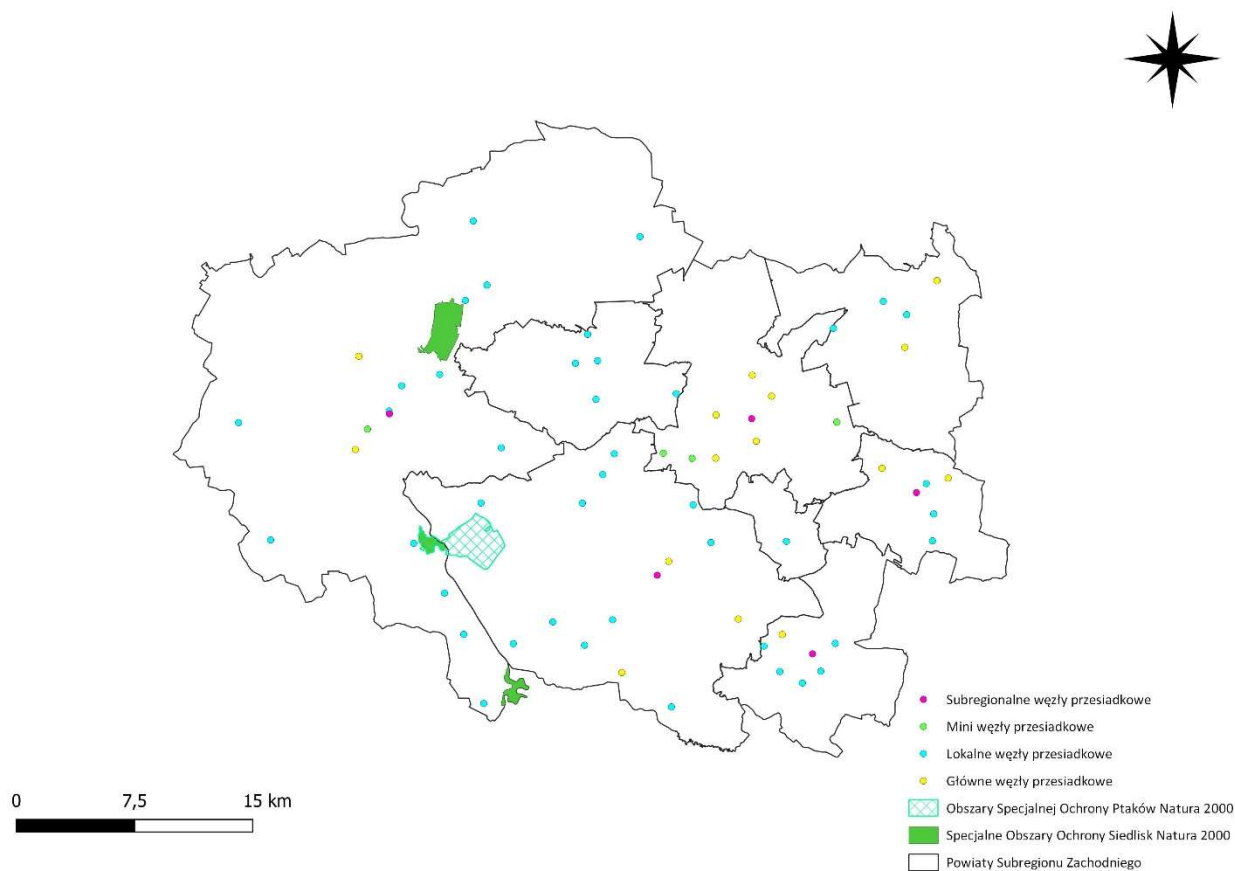 Subregionalne węzły przesiadkowe
Mini węzły przesiadkowe
Lokalne węzły przesiadkowe
Główne węzły przesiadkowe
Obszary Specjalnej Ochrony Ptaków Natura 2000
Specjalne Obszary Ochrony Siedlisk Natura 2000
Powiaty Subregionu Zachodniego
0 7,5 15 km